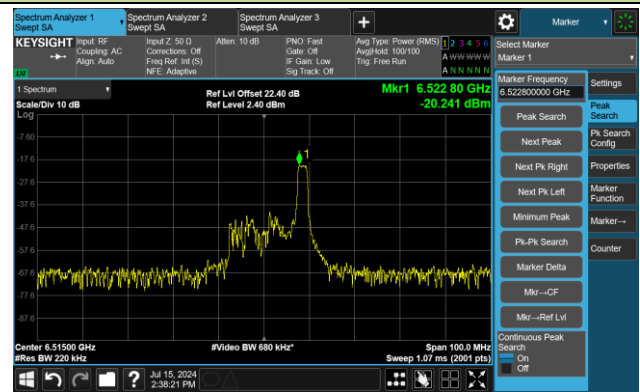 Spectrum Analyzer 1
Swept SA
Spectrum Analyzer 2
Swept SA
Spectrum Analyzer 3
Swept SA
+
Marker
KEYSIGHT
Input: RF
Coupling: AC
Align: Auto
Input Z: 50 Ω
Corrections: Off
Freq Ref: Int (S)
NFE: Adaptive
Atten: 10 dB
PNO: Fast
Gate: Off
IF Gain: Low
Sig Track: Off
Avg Type: Power (RMS)
Avg|Hold: 100/100
Trig: Free Run
1 2 3 4 5 6
A W W W W W
A N N N N N
Select Marker
Marker 1
1 Spectrum
Scale/Div 10 dB
Log
Ref Lvl Offset 22.40 dB
Ref Level 2.40 dBm
Mkr1 6.522 80 GHz
-20.241 dBm
-7.60
-17.6
-27.6
-37.6
-47.6
-57.6
-67.6
-77.6
-87.6
1
Center 6.51500 GHz
#Res BW 220 kHz
#Video BW 680 kHz*
Span 100.0 MHz
Sweep 1.07 ms (2001 pts)
Marker Frequency
6.522800000 GHz
Peak Search
Next Peak
Next Pk Right
Next Pk Left
Minimum Peak
Pk-Pk Search
Marker Delta
Mkr→CF
Mkr→Ref Lvl
Continuous Peak
Search
On
Off
Settings
Peak
Search
Pk Search
Config
Properties
Marker
Function
Marker→
Counter
?
Jul 15, 2024
2:38:21 PM